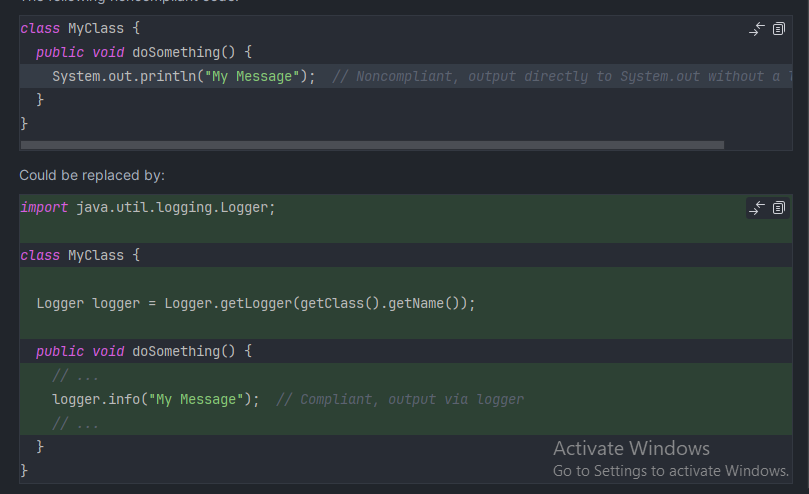 class MyClass {
  public void doSomething() {
    System.out.println("My Message");  // Noncompliant, output directly to System.out without a
  }
}
Could be replaced by:
import java.util.logging.Logger;
class MyClass {
  Logger logger = Logger.getLogger(getClass().getName());
  public void doSomething() {
    // ...
    logger.info("My Message");  // Compliant, output via logger
    // ...
  }
}
Activate Windows
Go to Settings to activate Windows.